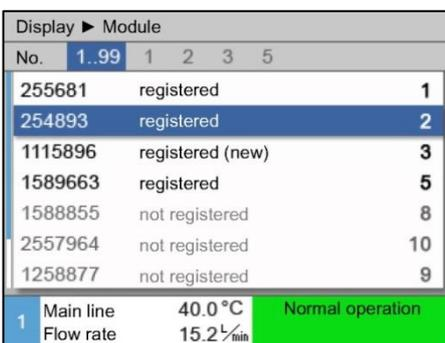 Display ► Module
No. 1..99 1 2 3 5
255681 registered 1
254893 registered 2
1115896 registered (new) 3
1589663 registered 5
1588855 not registered 8
2557964 not registered 10
1258877 not registered 9
1 Main line 40.0 °C Normal operation
Flow rate 15.2 L/min